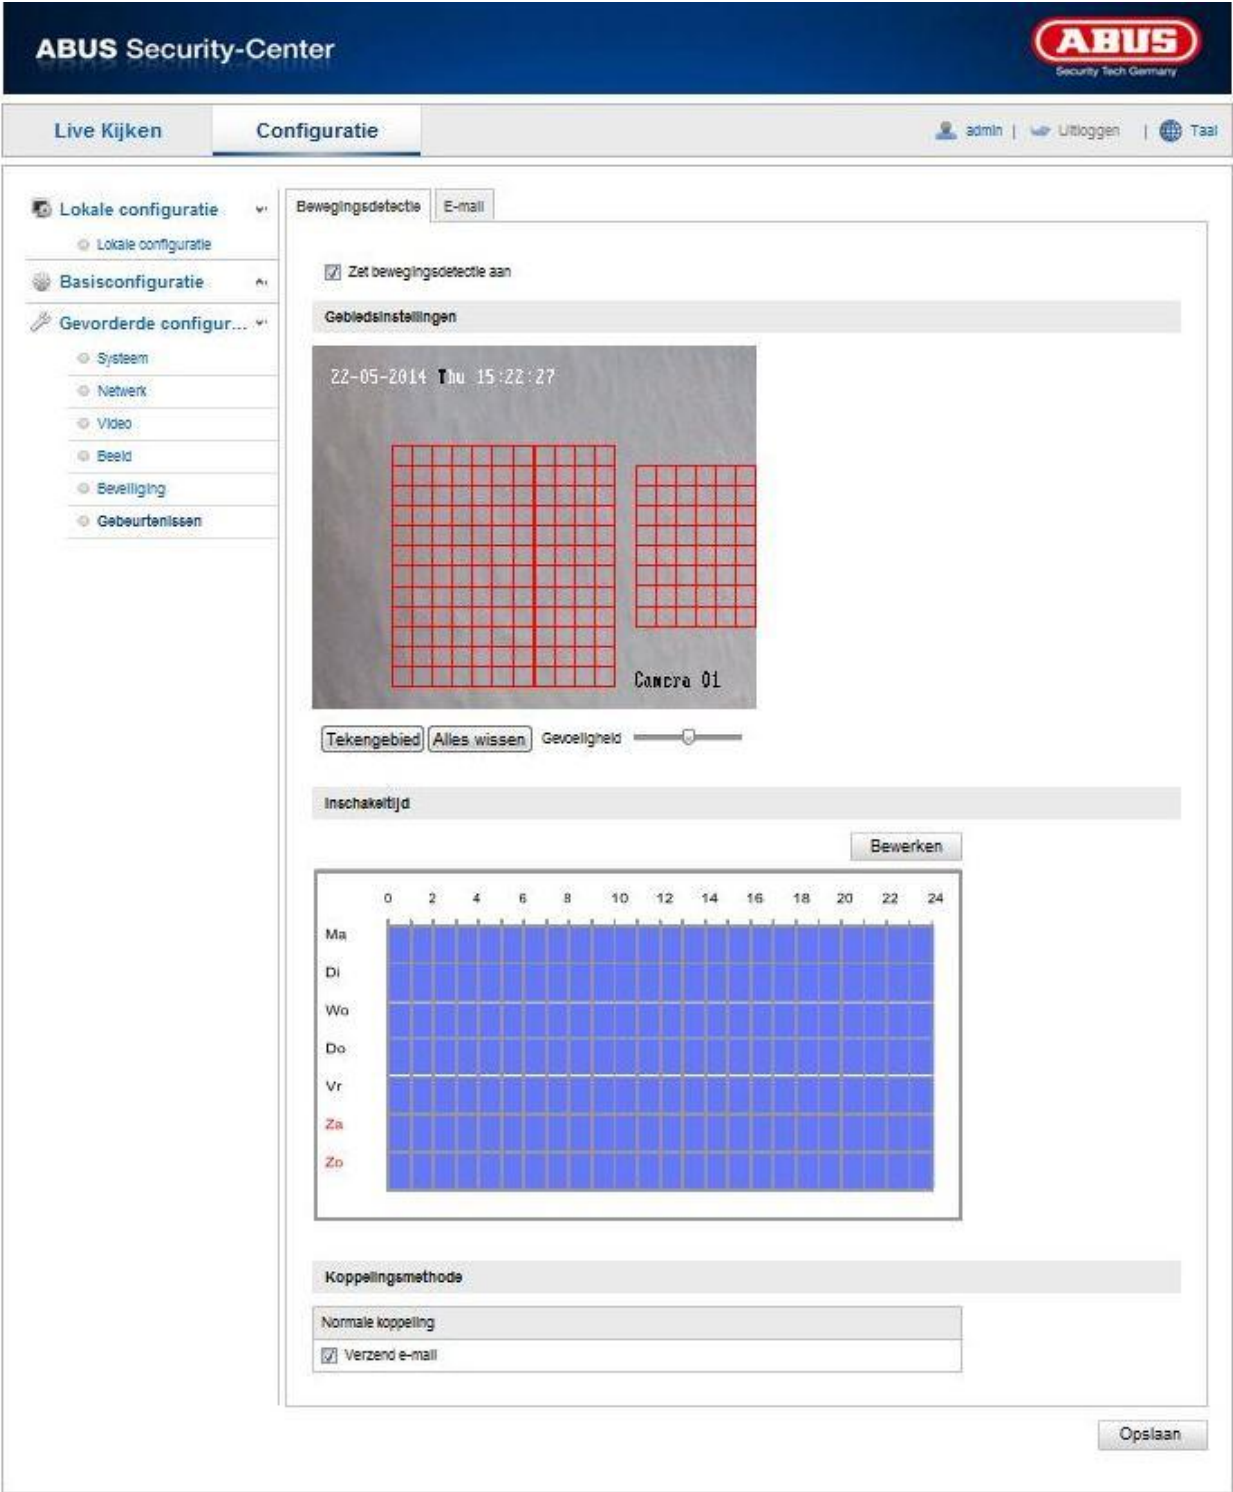 ABUS Security-Center
ABUS
Security Tech Germany
Live Kijken
Configuratie
admin | Uitloggen | Taal
Lokale configuratie
Lokale configuratie
Basisconfiguratie
Gevorderde configur...
Systeem
Netwerk
Video
Beeld
Beveiliging
Gebeurtenissen
Bewegingsdetectie
E-mail
Zet bewegingsdetectie aan
Gebiedsinstellingen
22-05-2014 Thu 15:22:27
Camera 01
Tekengebied Alles wissen Gevoeligheid
Inschakeltijd
Bewerken
0 2 4 6 8 10 12 14 16 18 20 22 24
Ma
Di
Wo
Do
Vr
Za
Zo
Koppelingsmethode
Normale koppeling
Verzend e-mail
Opslaan